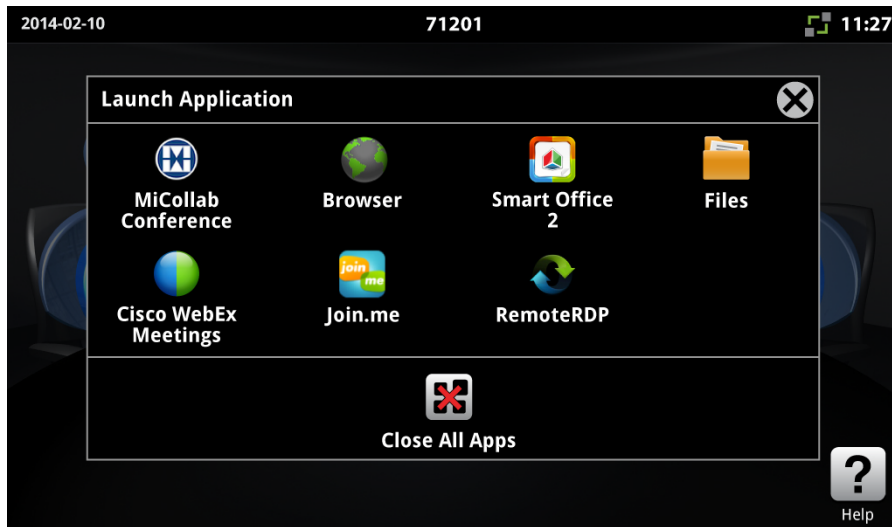 2014-02-10 71201 11:27
Launch Application
MiCollab
Conference
Browser
Smart Office
2
Files
Cisco WebEx
Meetings
join
me
Join.me
RemoteRDP
Close All Apps
?
Help